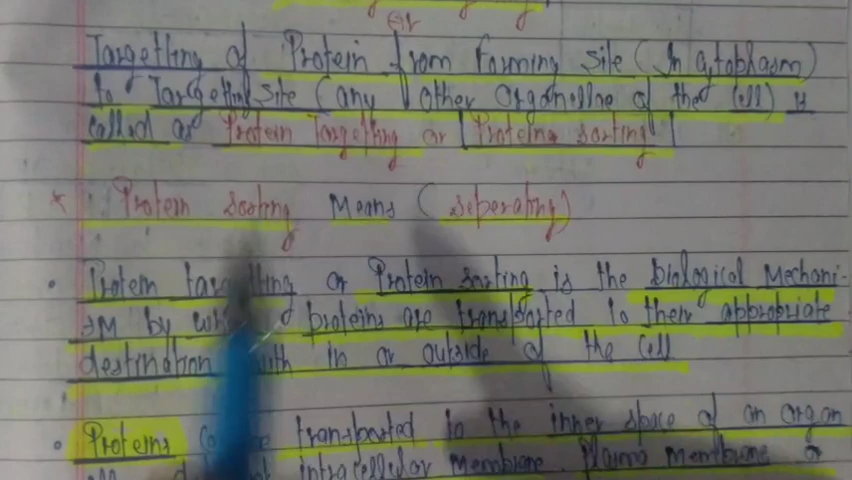 or
Targetting of Protein from Forming Site (In cytoplasm)
to Targetting Site (any other Organelle of the cell) is
called as Protein Targetting or Proteins sorting
* Protein sorting Means (seperating)
• Protein targetting or Protein sorting is the biological Mechani-
sm by proteins are transported to their appropriate
destination with in or outside of the cell
• Proteins transported to the inner space of an organ
intracellular membrane, Plasma membrane or